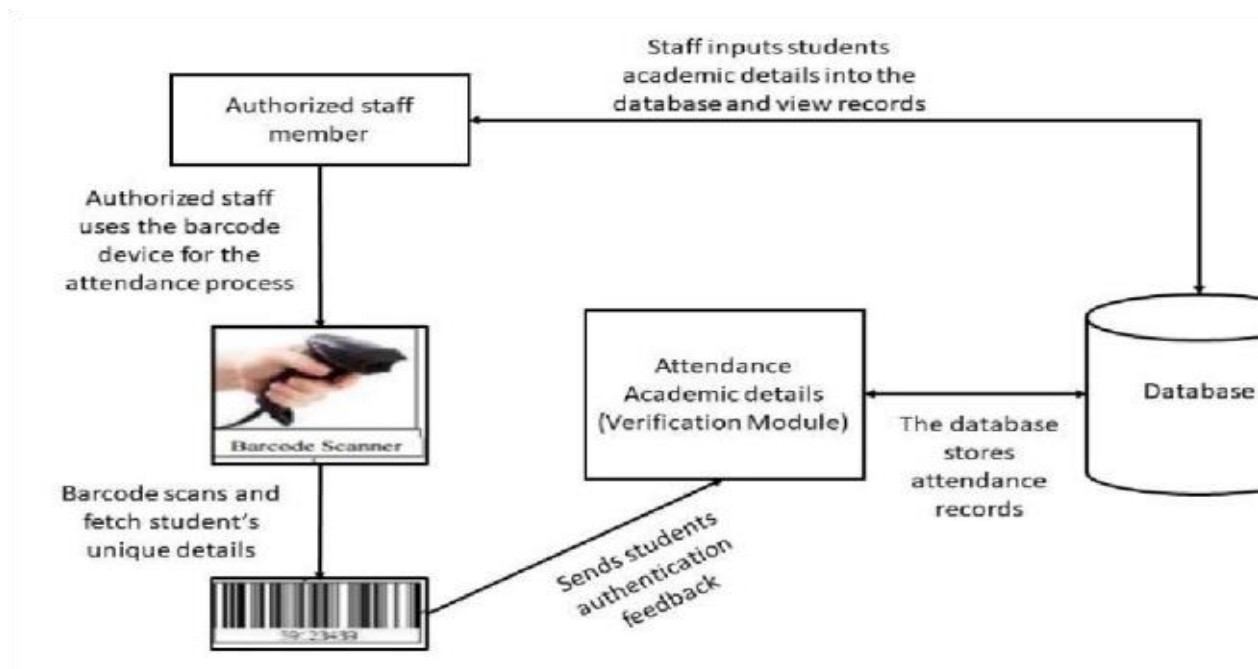 Staff inputs students
academic details into the
database and view records
Authorized staff
member
Authorized staff
uses the barcode
device for the
attendance process
Barcode Scanner
Attendance
Academic details
(Verification Module)
Database
The database
stores
attendance
records
Barcode scans and
fetch student's
unique details
Sends students
authentication
feedback